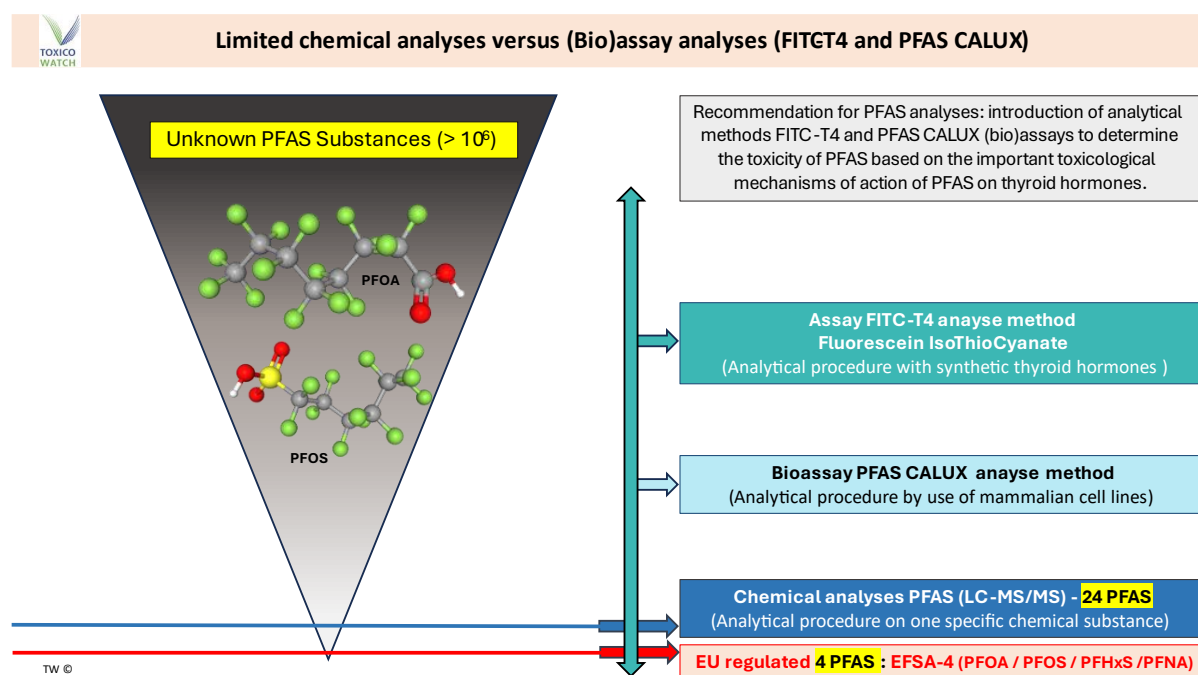 TOXICO
WATCH
Limited chemical analyses versus (Bio)assay analyses (FITCT4 and PFAS CALUX)
Unknown PFAS Substances (> 10⁶)
PFOA
PFOS
TW ©
Recommendation for PFAS analyses: introduction of analytical
methods FITC-T4 and PFAS CALUX (bio)assays to determine
the toxicity of PFAS based on the important toxicological
mechanisms of action of PFAS on thyroid hormones.
Assay FITC-T4 anayse method
Fluorescein IsoThioCyanate
(Analytical procedure with synthetic thyroid hormones )
Bioassay PFAS CALUX anayse method
(Analytical procedure by use of mammalian cell lines)
Chemical analyses PFAS (LC-MS/MS) - 24 PFAS
(Analytical procedure on one specific chemical substance)
EU regulated 4 PFAS : EFSA-4 (PFOA / PFOS / PFHxS /PFNA)